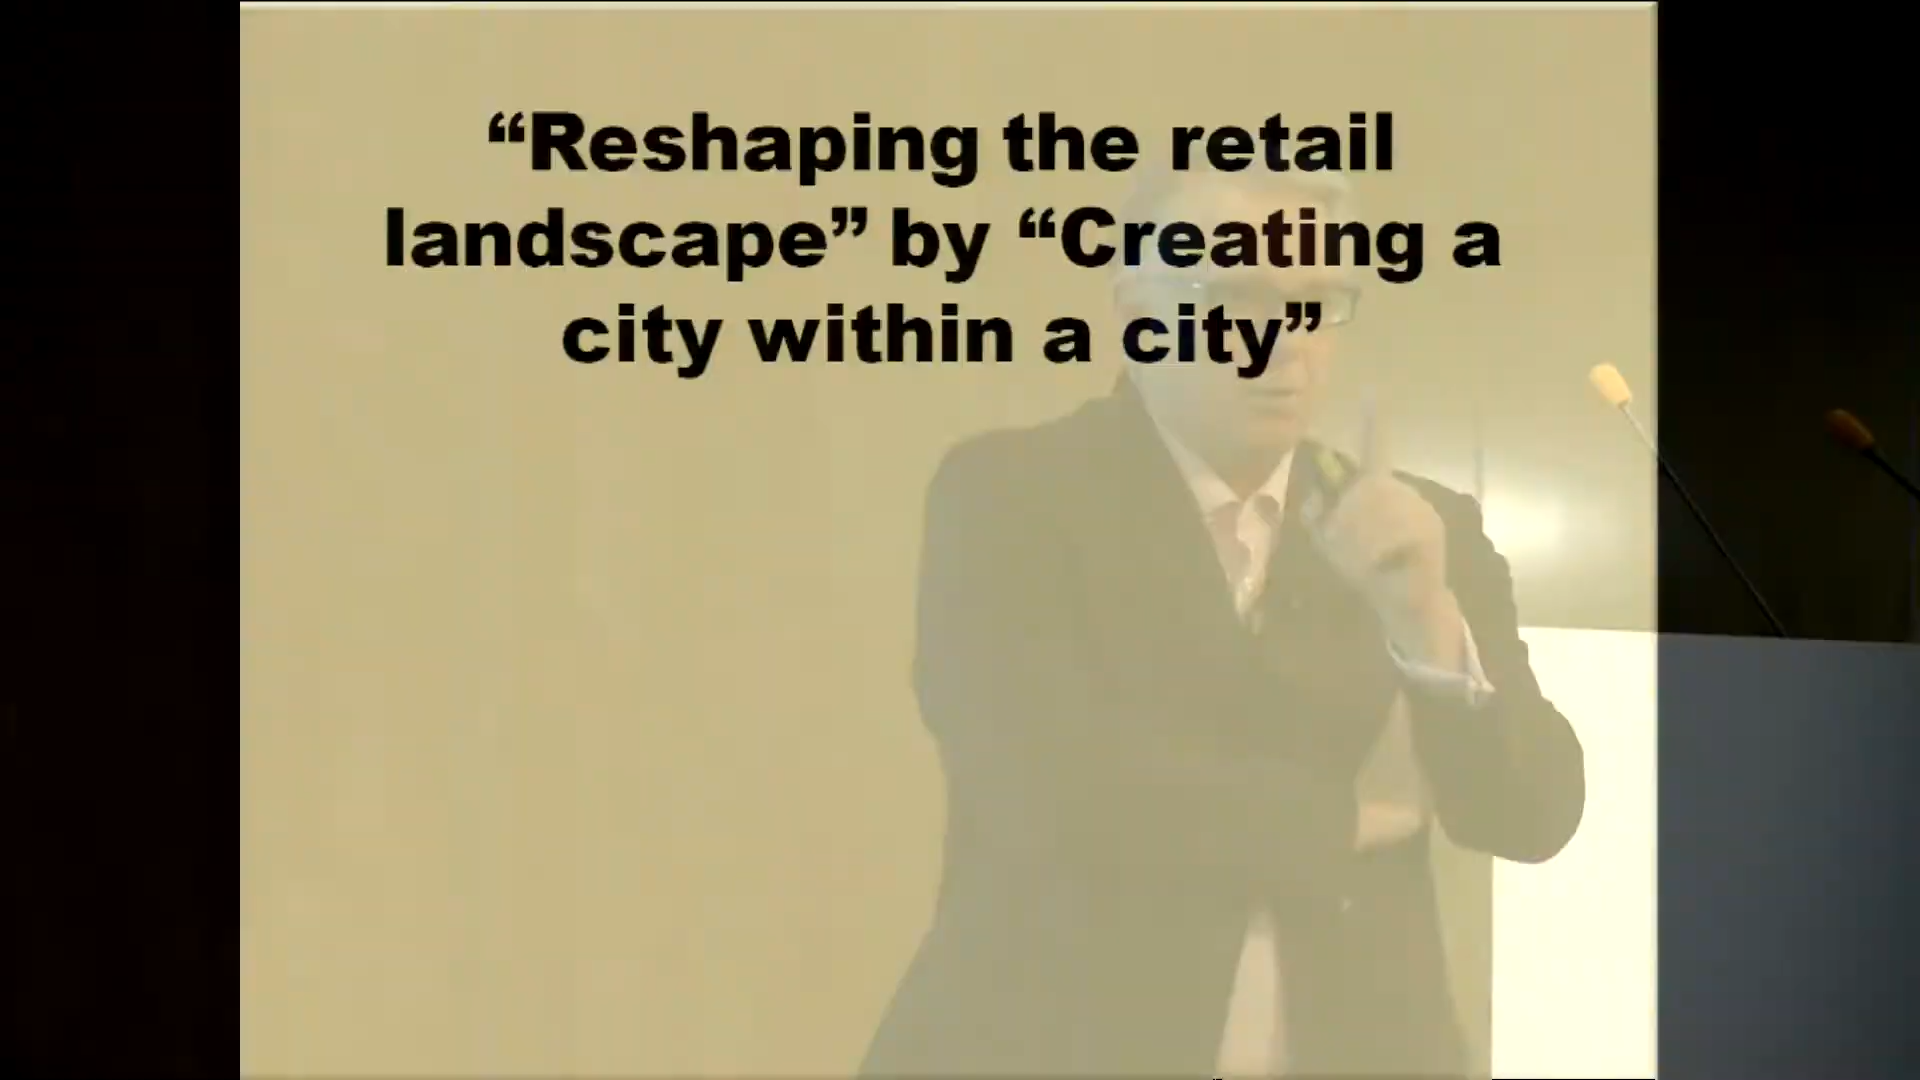 “Reshaping the retail
landscape” by “Creating a
city within a city”